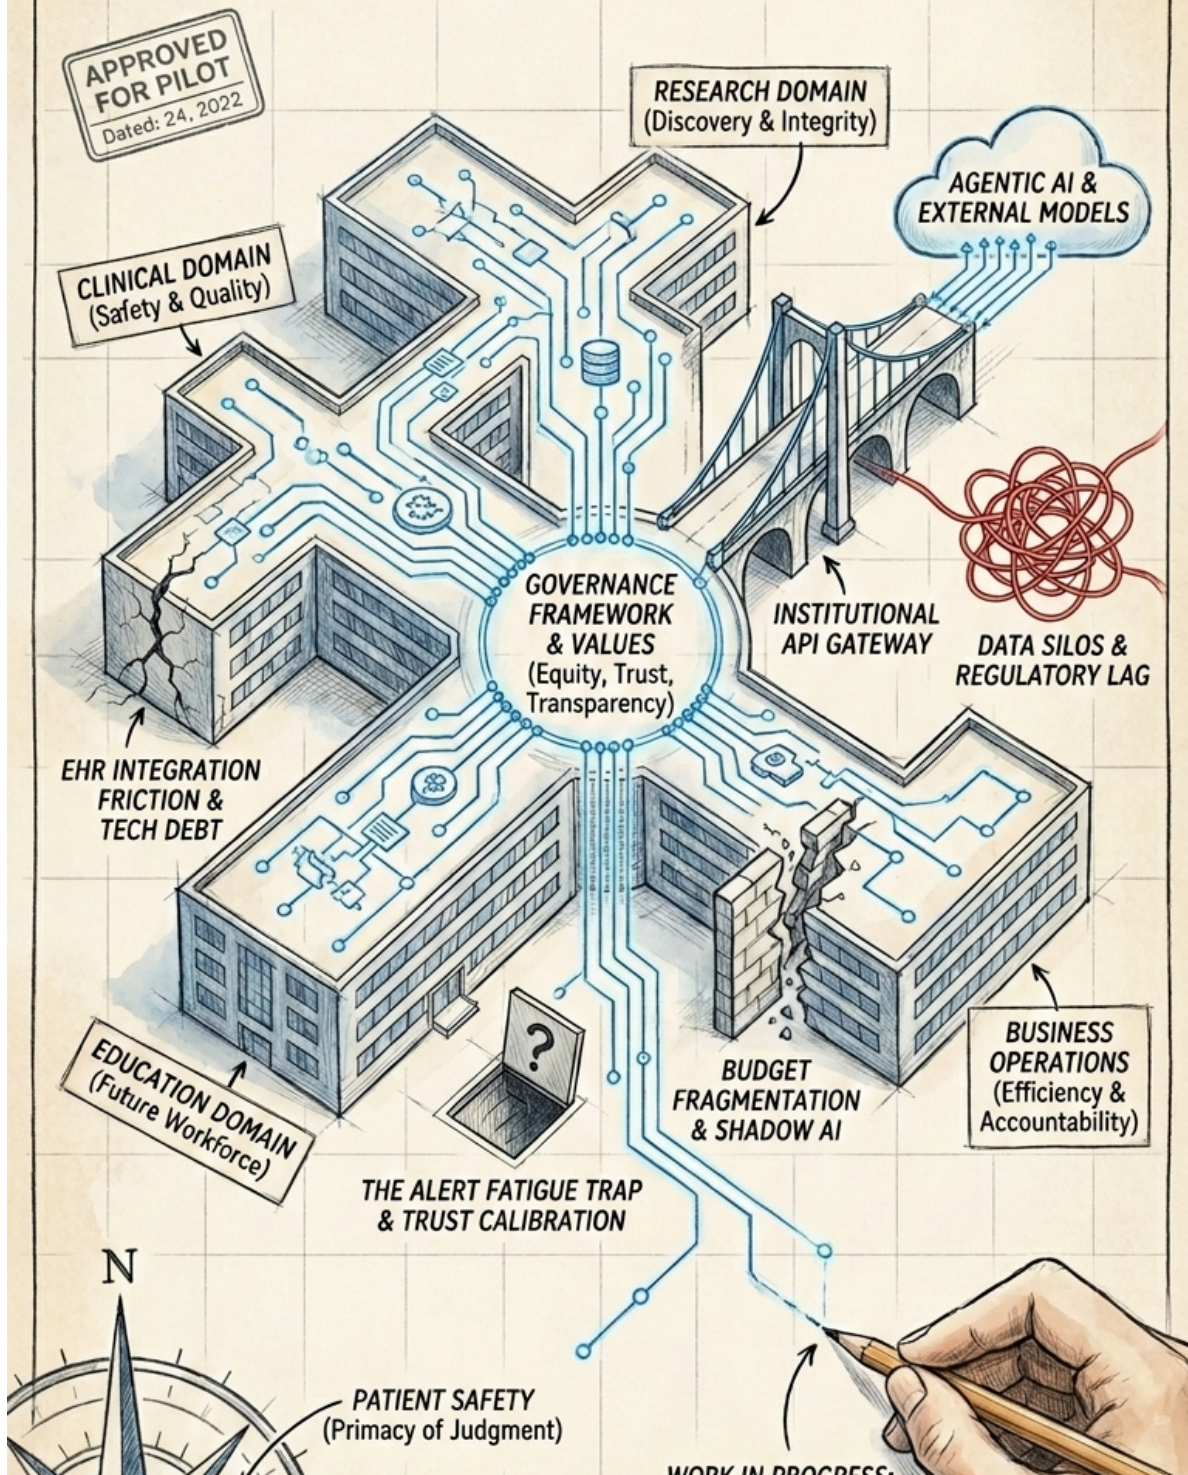 APPROVED
FOR PILOT
Dated: 24, 2022
RESEARCH DOMAIN
(Discovery & Integrity)
AGENTIC AI &
EXTERNAL MODELS
CLINICAL DOMAIN
(Safety & Quality)
GOVERNANCE
FRAMEWORK
& VALUES
(Equity, Trust,
Transparency)
INSTITUTIONAL
API GATEWAY
DATA SILOS &
REGULATORY LAG
EHR INTEGRATION
FRICTION &
TECH DEBT
EDUCATION DOMAIN
(Future Workforce)
?
THE ALERT FATIGUE TRAP
& TRUST CALIBRATION
BUDGET
FRAGMENTATION
& SHADOW AI
BUSINESS
OPERATIONS
(Efficiency &
Accountability)
N
PATIENT SAFETY
(Primacy of Judgment)
WORK IN PROGRESS: